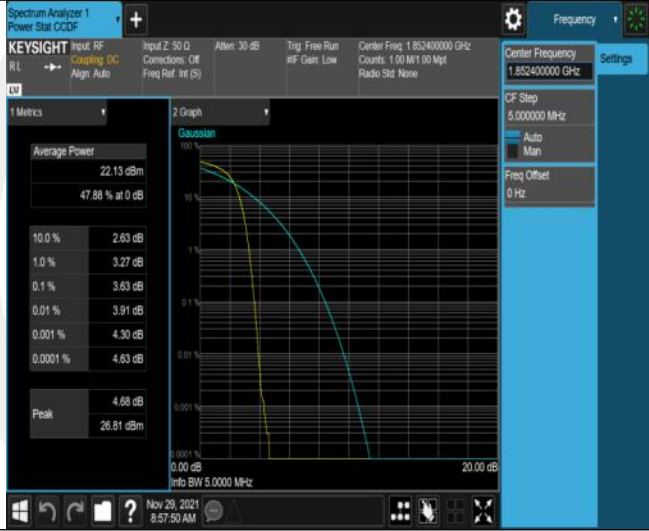 Spectrum Analyzer 1
Power Stat CCDF
Frequency
KEYSIGHT Input: RF
RL
Coupling: DC
Align: Auto
LXI
Input Z: 50 Ω
Corrections: Off
Freq Ref: Int (S)
Atten: 30 dB
Trig: Free Run
#IF Gain: Low
Center Freq: 1.852400000 GHz
Counts: 1.00 M/1.00 Mpt
Radio Std: None
Center Frequency
1.852400000 GHz
Settings
CF Step
5.000000 MHz
Auto
Man
Freq Offset
0 Hz
1 Metrics
Average Power
22.13 dBm
47.88 % at 0 dB
10.0 % 2.63 dB
1.0 % 3.27 dB
0.1 % 3.63 dB
0.01 % 3.91 dB
0.001 % 4.30 dB
0.0001 % 4.63 dB
Peak 4.68 dB
26.81 dBm
2 Graph
Gaussian
100 %
10 %
1 %
0.1 %
0.01 %
0.001 %
0.0001 %
0.00 dB 20.00 dB
Info BW 5.0000 MHz
?
Nov 29, 2021
8:57:50 AM